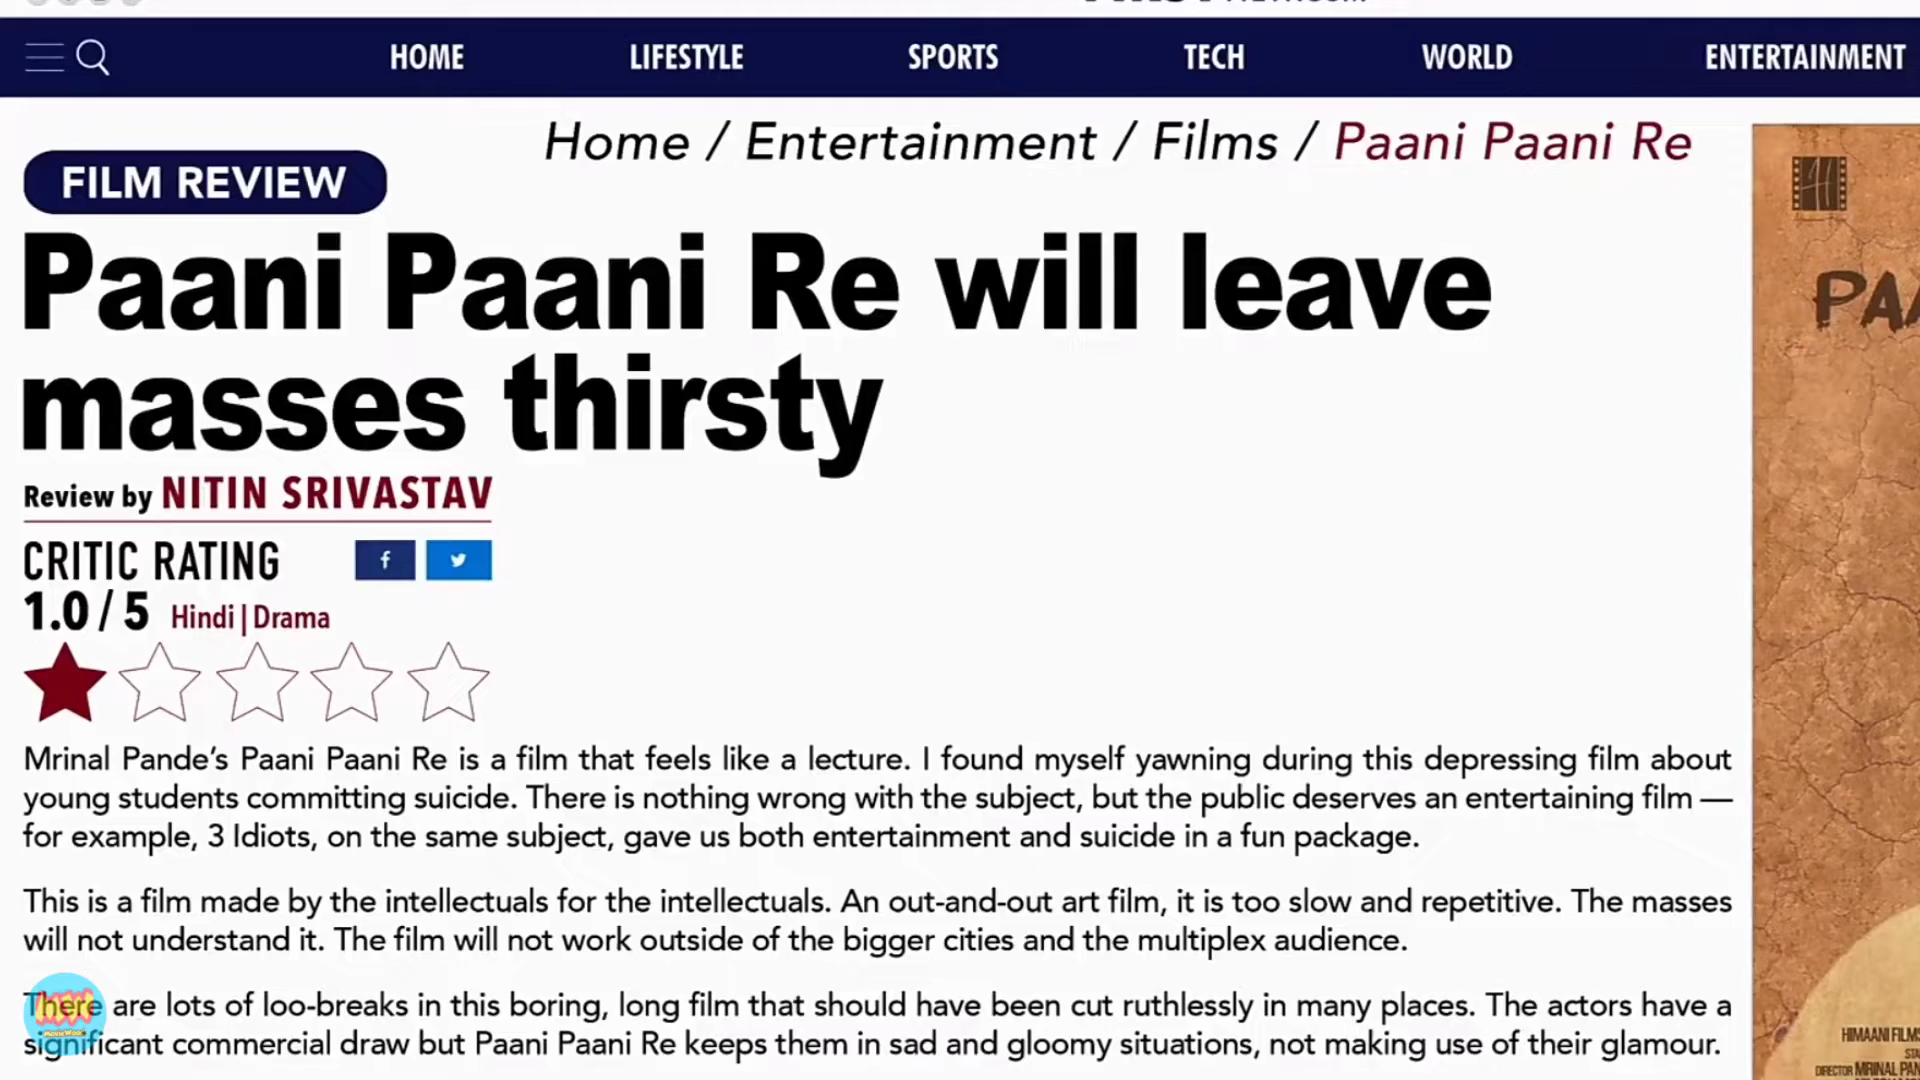 HOME LIFESTYLE SPORTS TECH WORLD ENTERTAINMENT
Home / Entertainment / Films / Paani Paani Re
FILM REVIEW
Paani Paani Re will leave
masses thirsty
Review by NITIN SRIVASTAV
CRITIC RATING
1.0 / 5 Hindi | Drama
Mrinal Pande’s Paani Paani Re is a film that feels like a lecture. I found myself yawning during this depressing film about
young students committing suicide. There is nothing wrong with the subject, but the public deserves an entertaining film —
for example, 3 Idiots, on the same subject, gave us both entertainment and suicide in a fun package.
This is a film made by the intellectuals for the intellectuals. An out-and-out art film, it is too slow and repetitive. The masses
will not understand it. The film will not work outside of the bigger cities and the multiplex audience.
There are lots of loo-breaks in this boring, long film that should have been cut ruthlessly in many places. The actors have a
significant commercial draw but Paani Paani Re keeps them in sad and gloomy situations, not making use of their glamour.
PAA
HIMAANI FILMS
STA
DIRECTOR MRINAL PAN